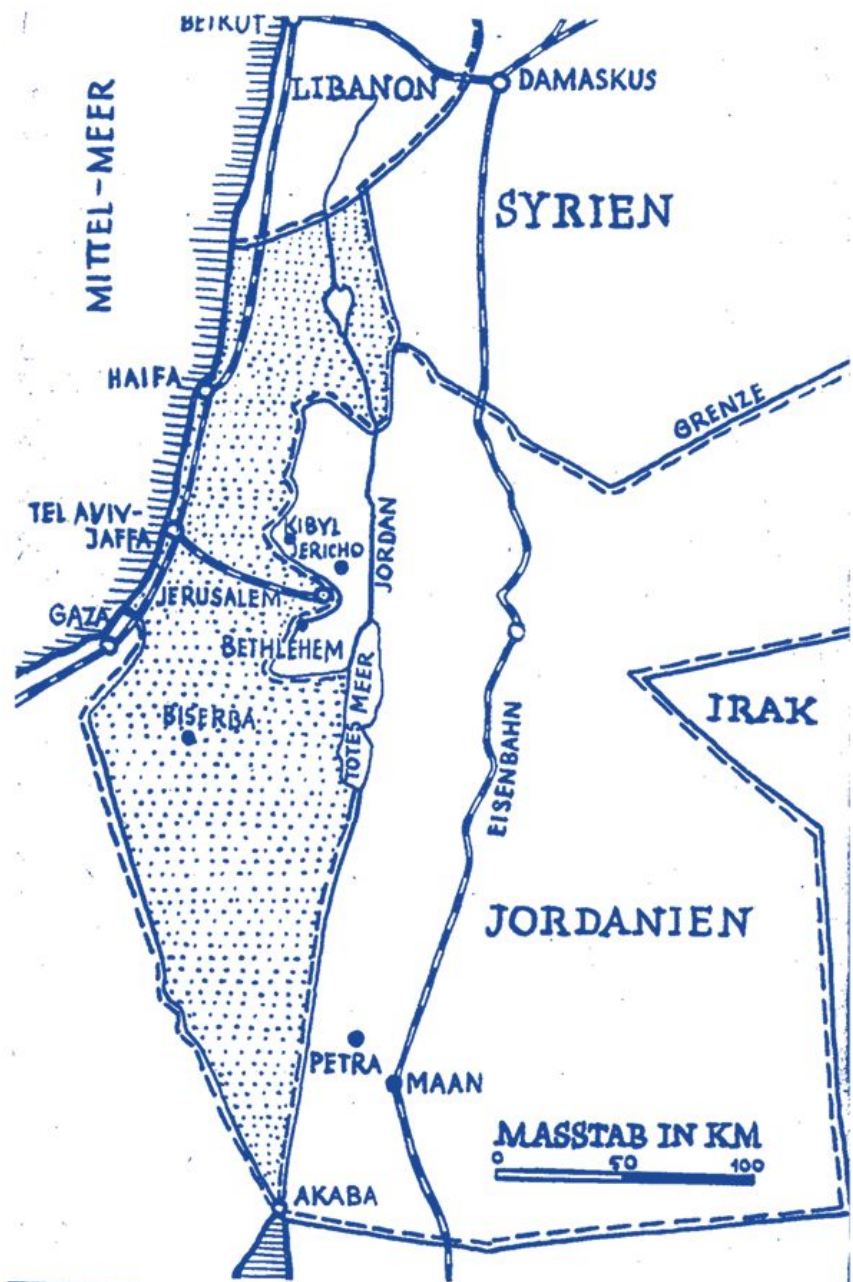 BEIRUT
LIBANON
DAMASKUS
MITTEL-MEER
SYRIEN
HAIFA
GRENZE
TEL AVIV-
JAFFA
KIBYL
JERICHO
JORDAN
GAZA
JERUSALEM
BETHLEHEM
TOTES MEER
BISERBA
IRAK
EISENBAHN
JORDANIEN
PETRA
MAAN
MASSTAB IN KM
0 50 100
AKABA